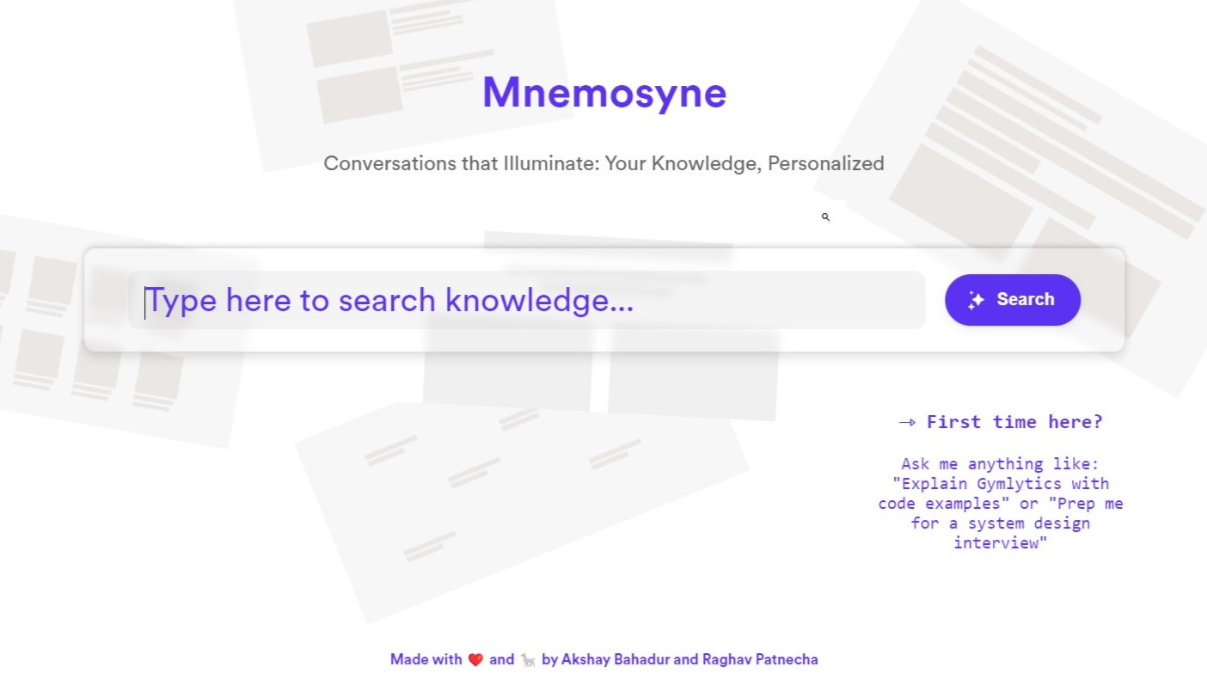 Mnemosyne
Conversations that Illuminate: Your Knowledge, Personalized
Type here to search knowledge...
Search
→ First time here?
Ask me anything like:
"Explain Gymlytics with
code examples" or "Prep me
for a system design
interview"
Made with ❤️ and 🐐 by Akshay Bahadur and Raghav Patnecha